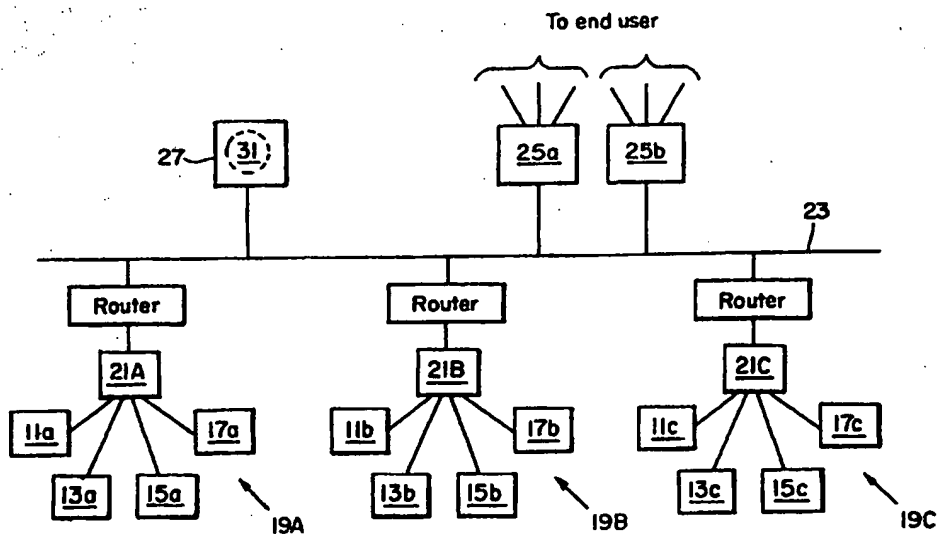 To end user
27
31
25a
25b
23
Router
Router
Router
21A
21B
21C
11a
17a
11b
17b
11c
17c
13a
15a
13b
15b
13c
15c
19A
19B
19C